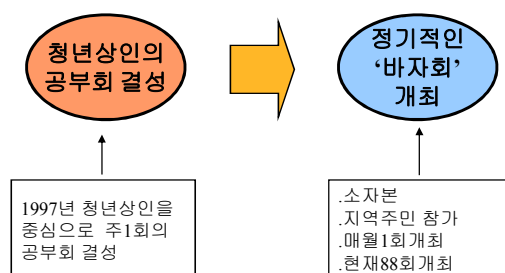 청년상인의
공부회 결성
정기적인
‘바자회’
개최
1997년 청년상인을
중심으로 주1회의
공부회 결성
.소자본
.지역주민 참가
.매월1회개최
.현재88회개최